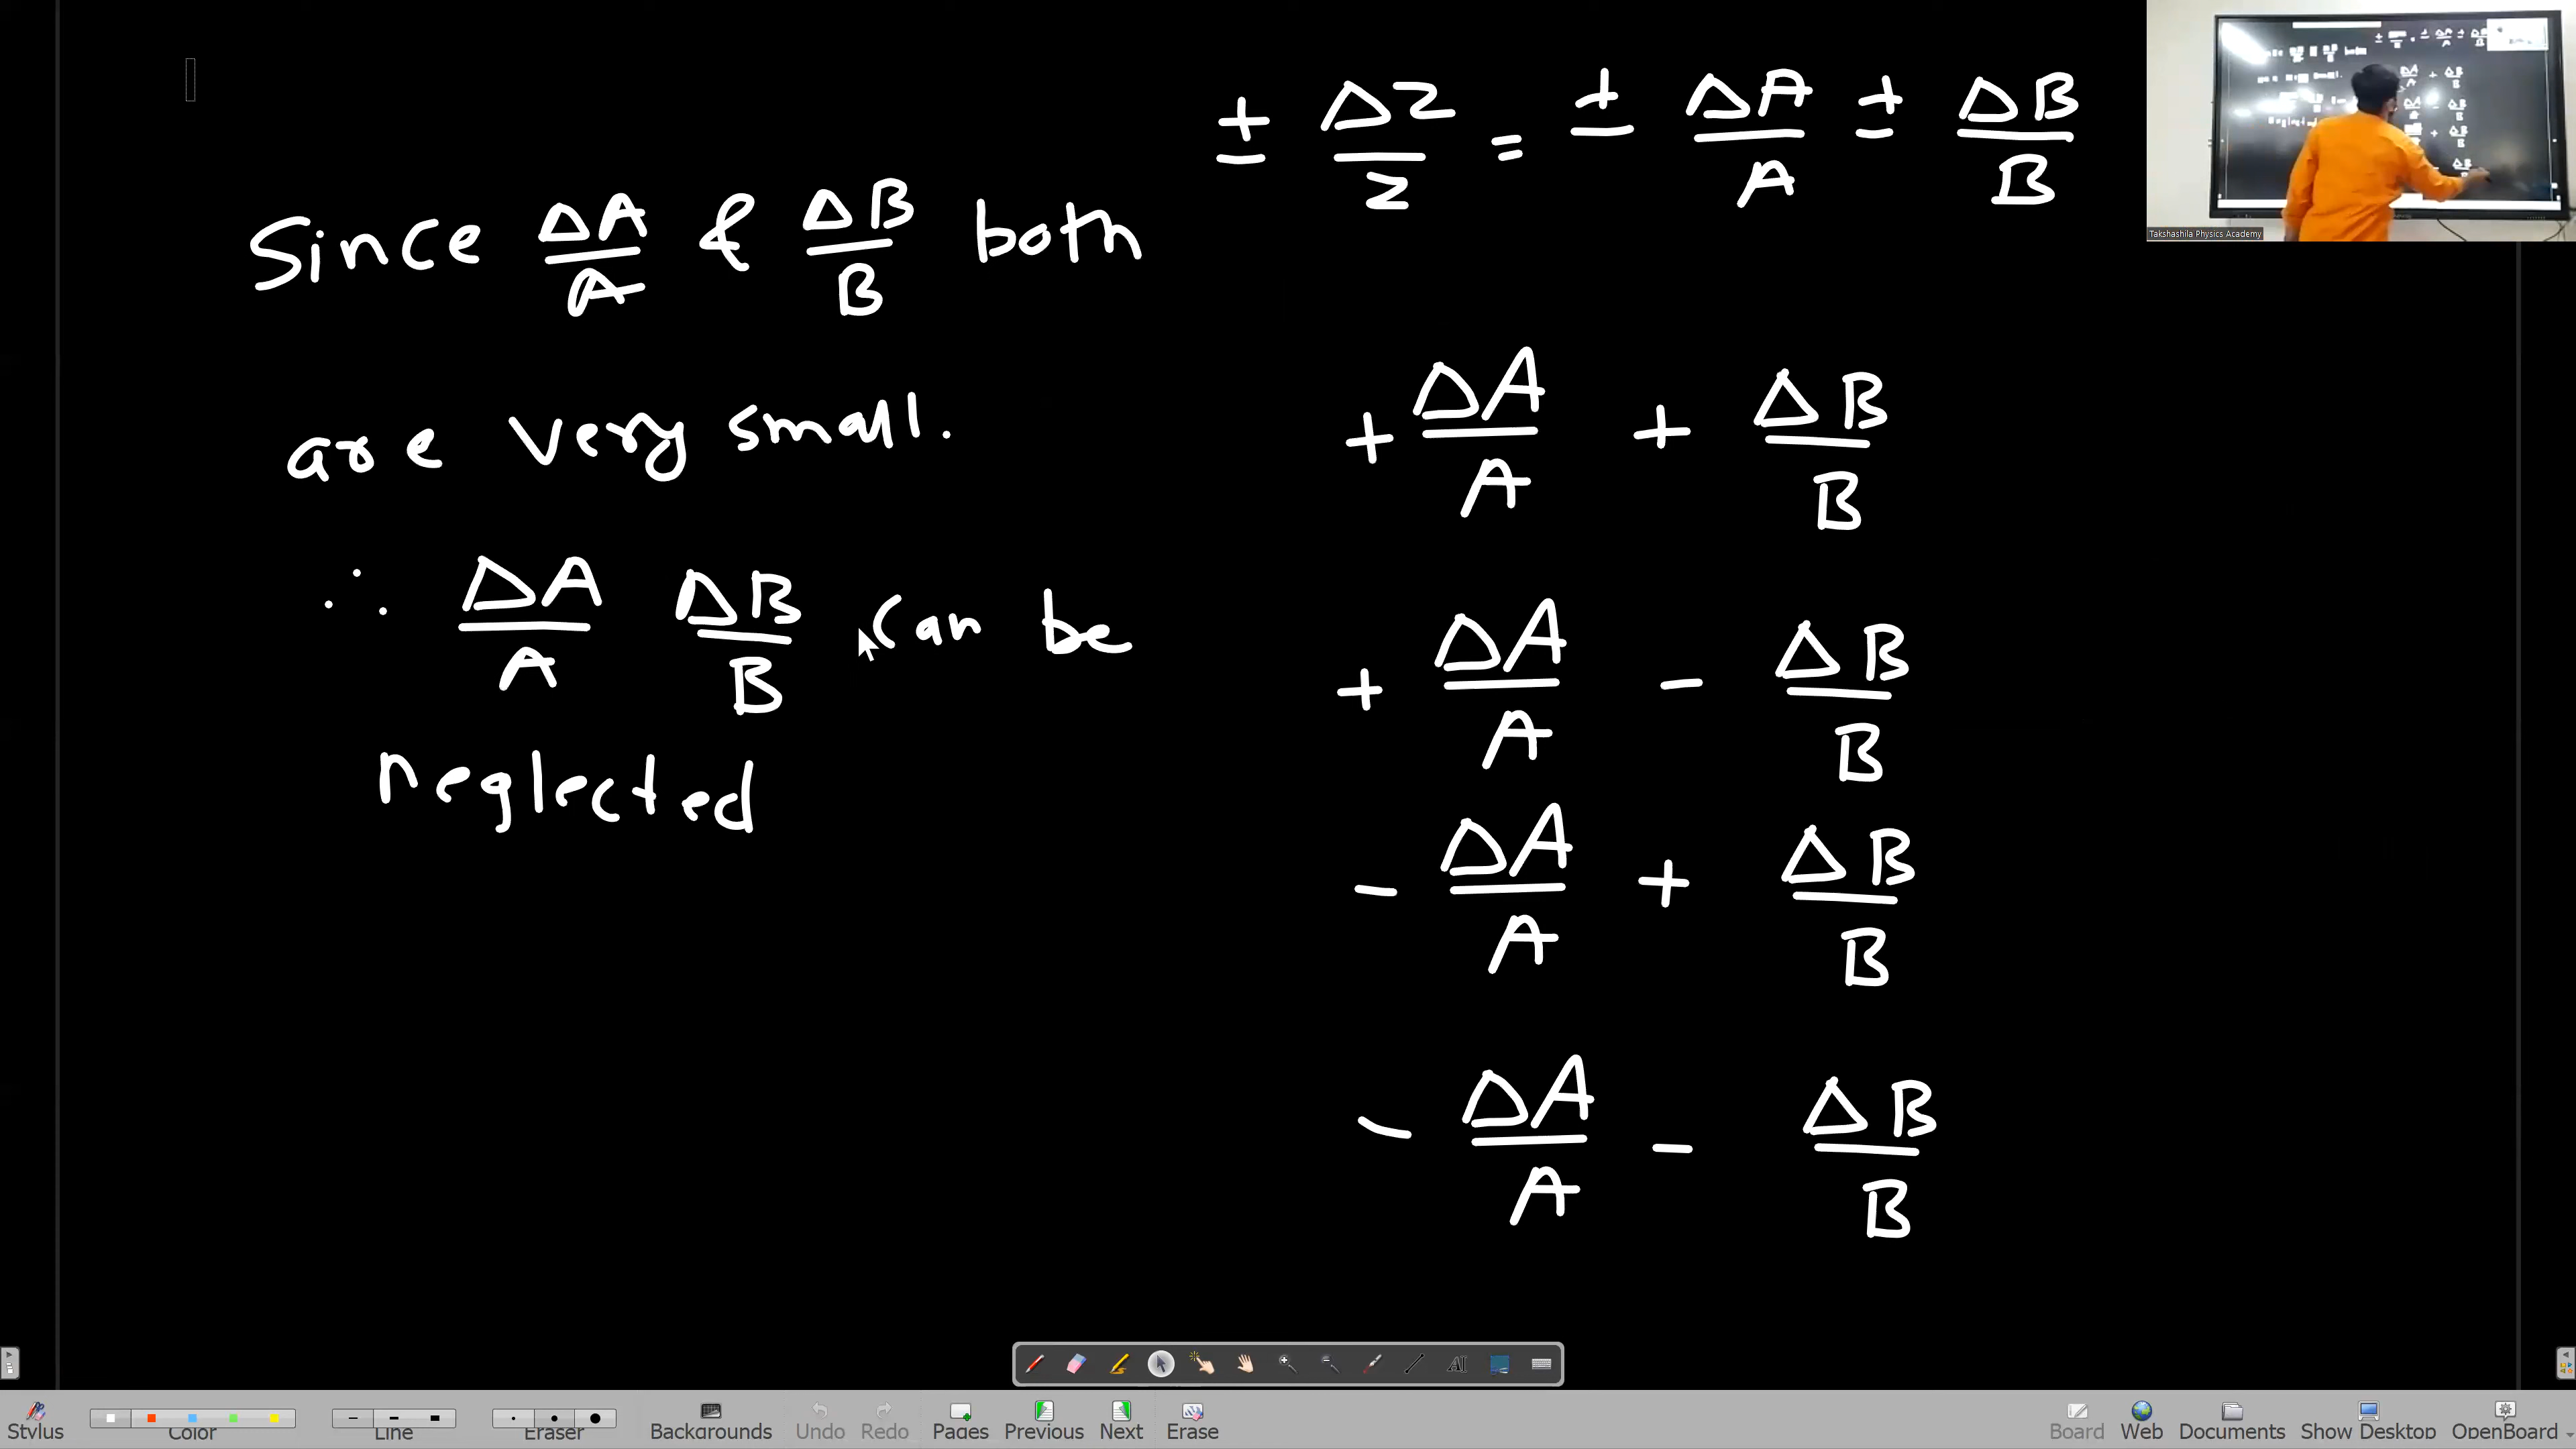 ± ΔZ/Z = ± ΔA/A ± ΔB/B
Since ΔA/A & ΔB/B both
are very small.
∴ ΔA/A ΔB/B can be
neglected
+ ΔA/A + ΔB/B
+ ΔA/A - ΔB/B
- ΔA/A + ΔB/B
- ΔA/A - ΔB/B
Takshashila Physics Academy
Stylus Color Line Eraser Backgrounds Undo Redo Pages Previous Next Erase Board Web Documents Show Desktop OpenBoard